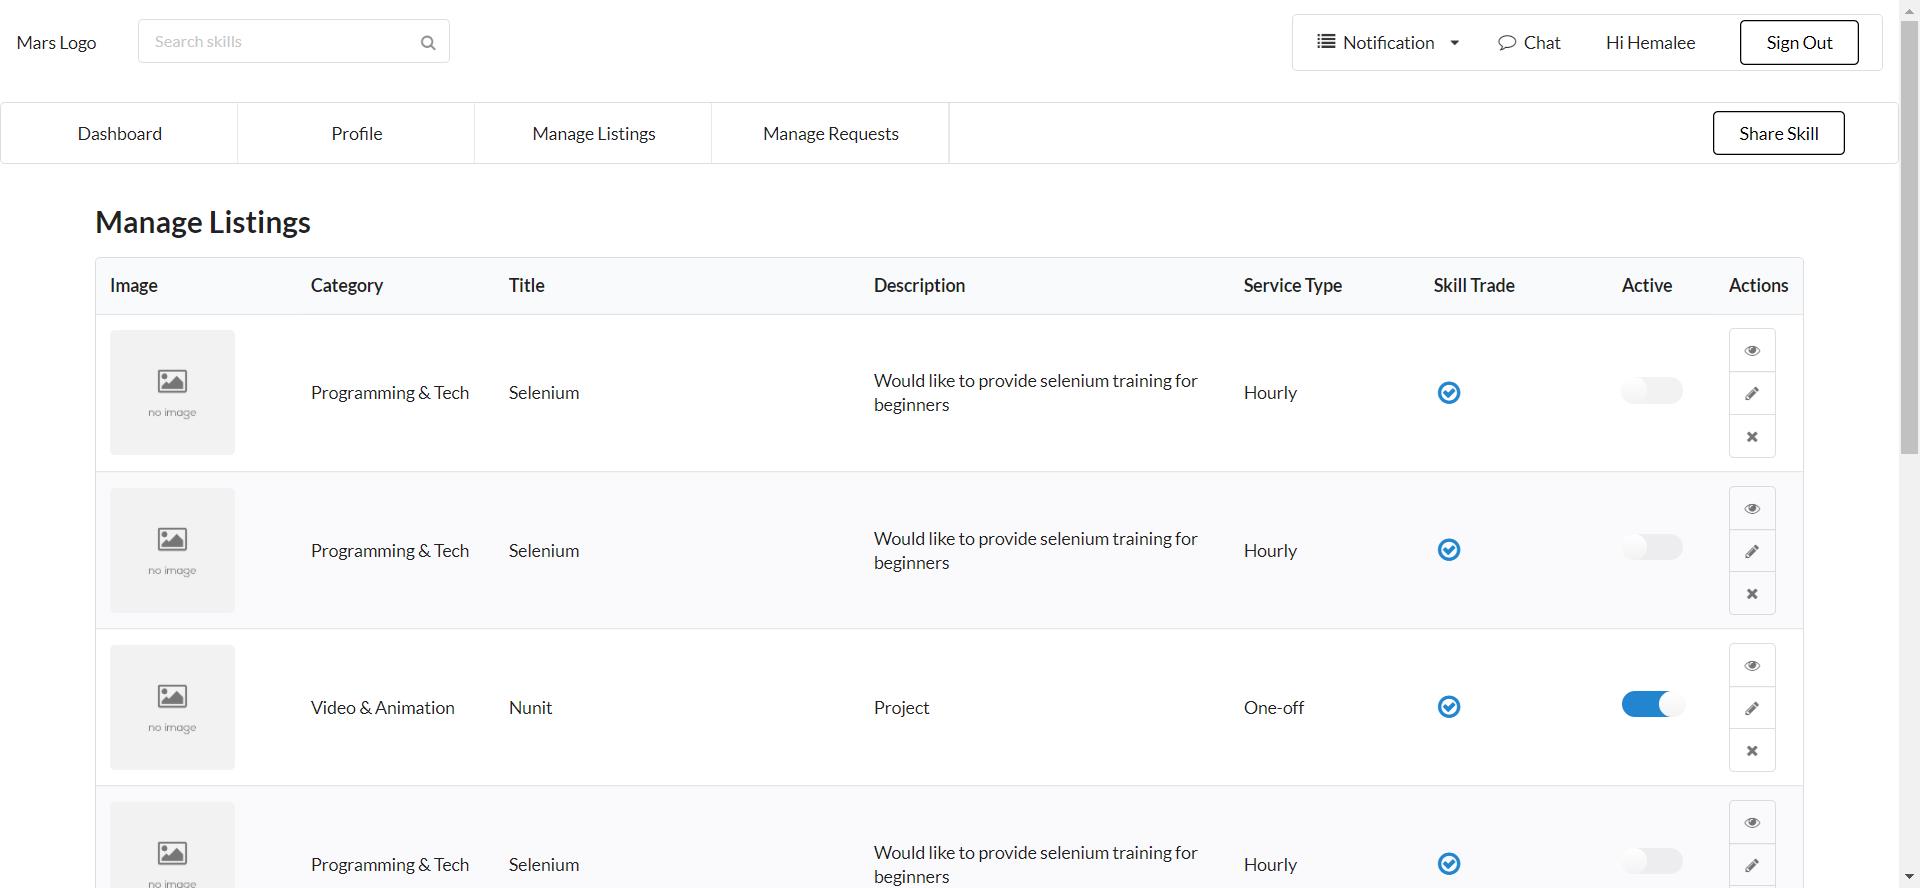 Mars Logo
Search skills
Notification
Chat
Hi Hemalee
Sign Out
Dashboard
Profile
Manage Listings
Manage Requests
Share Skill
Manage Listings
Image
Category
Title
Description
Service Type
Skill Trade
Active
Actions
no image
Programming & Tech
Selenium
Would like to provide selenium training for
beginners
Hourly
no image
Programming & Tech
Selenium
Would like to provide selenium training for
beginners
Hourly
no image
Video & Animation
Nunit
Project
One-off
no image
Programming & Tech
Selenium
Would like to provide selenium training for
beginners
Hourly